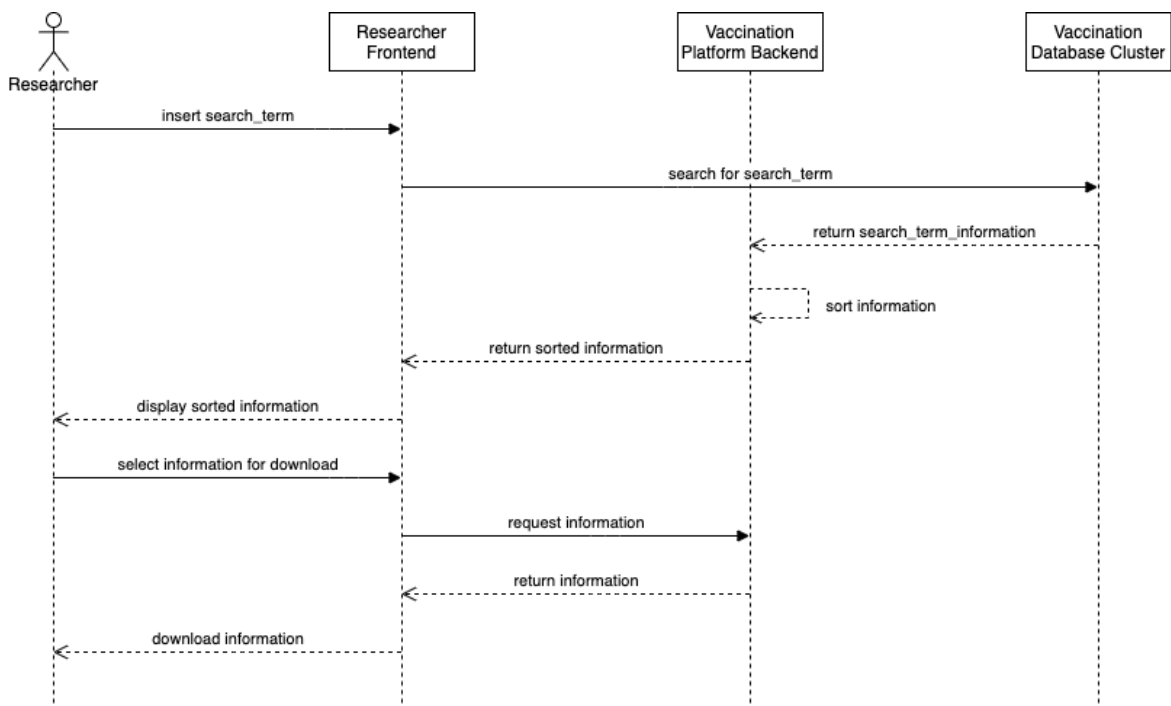 Researcher
Frontend
Vaccination
Platform Backend
Vaccination
Database Cluster
Researcher
insert search_term
search for search_term
return search_term_information
sort information
return sorted information
display sorted information
select information for download
request information
return information
download information